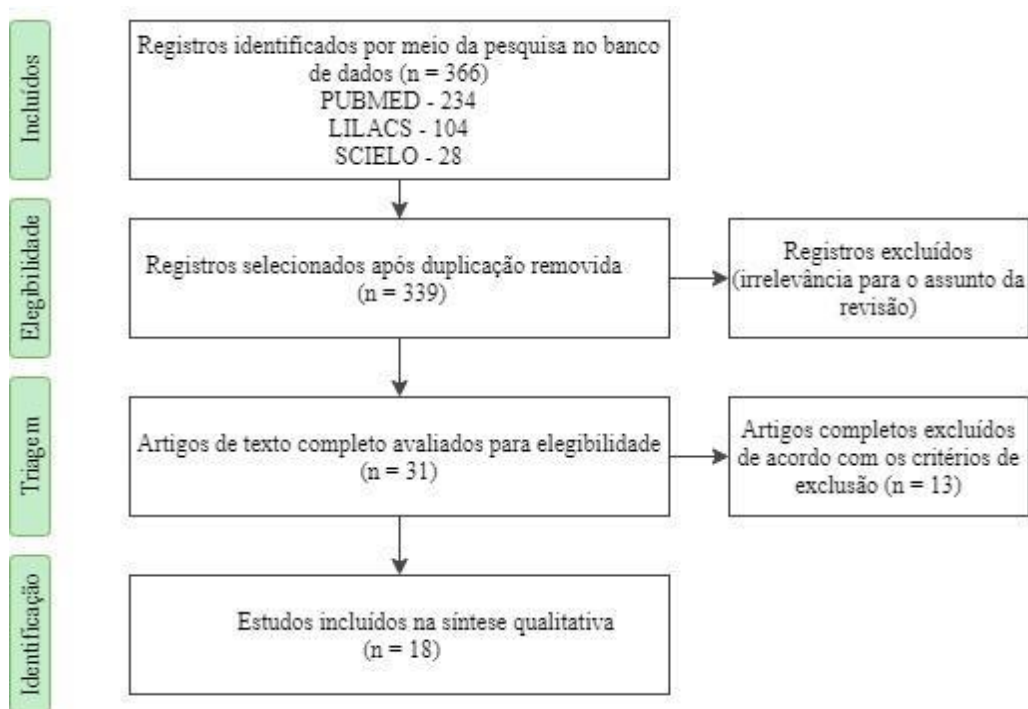 Incluídos
Registros identificados por meio da pesquisa no banco
de dados (n = 366)
PUBMED - 234
LILACS - 104
SCIELO - 28
Elegibilidade
Registros selecionados após duplicação removida
(n = 339)
Registros excluídos
(irrelevância para o assunto da
revisão)
Triagem
Artigos de texto completo avaliados para elegibilidade
(n = 31)
Artigos completos excluídos
de acordo com os critérios de
exclusão (n = 13)
Identificação
Estudos incluídos na síntese qualitativa
(n = 18)